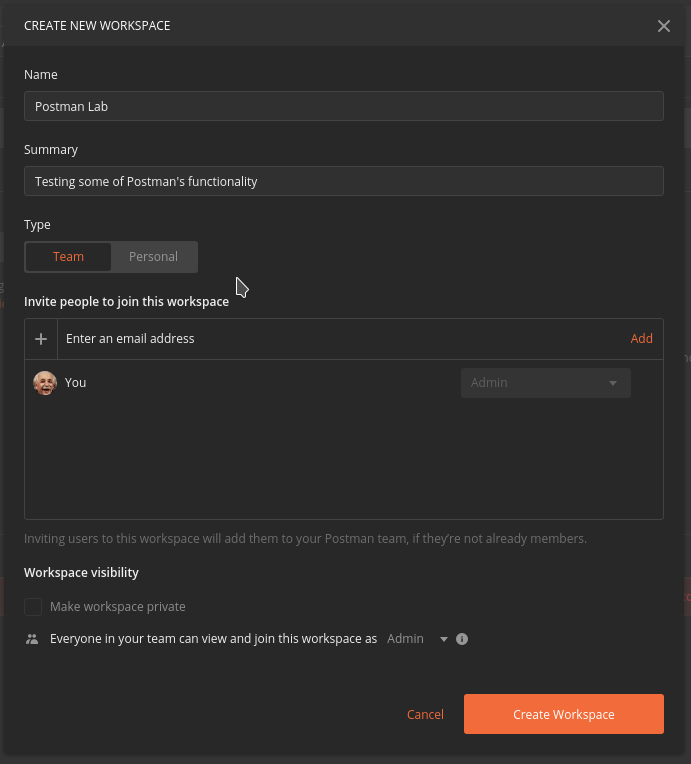 CREATE NEW WORKSPACE
Name
Postman Lab
Summary
Testing some of Postman's functionality
Type
Team Personal
Invite people to join this workspace
Enter an email address Add
You Admin
Inviting users to this workspace will add them to your Postman team, if they're not already members.
Workspace visibility
Make workspace private
Everyone in your team can view and join this workspace as Admin
Cancel Create Workspace